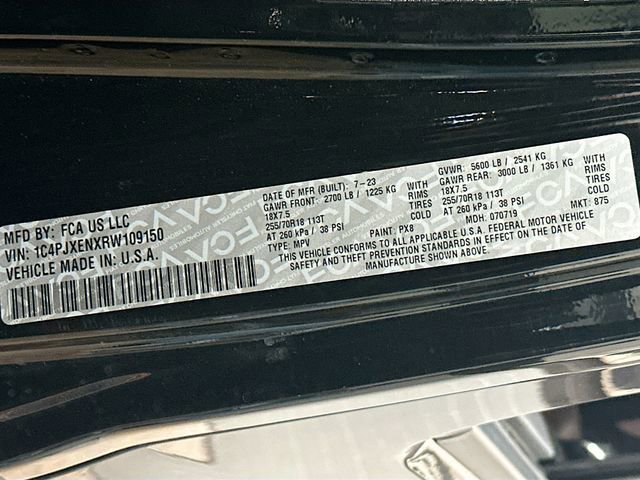 MFD BY: FCA US LLC
VIN: 1C4PJXENXRW109150
VEHICLE MADE IN: U.S.A.
DATE OF MFR (BUILT): 7-23
GAWR FRONT: 2700 LB / 1225 KG WITH
18X7.5 RIMS
255/70R18 113T TIRES
AT 260 kPa / 38 PSI COLD
TYPE: MPV PAINT: PX8
GVWR: 5600 LB / 2541 KG
GAWR REAR: 3000 LB / 1361 KG WITH
18X7.5 RIMS
255/70R18 113T TIRES
AT 260 kPa / 38 PSI COLD
MOH: 070719 MKT: 875
THIS VEHICLE CONFORMS TO ALL APPLICABLE U.S.A. FEDERAL MOTOR VEHICLE
SAFETY AND THEFT PREVENTION STANDARDS IN EFFECT ON THE DATE OF
MANUFACTURE SHOWN ABOVE.